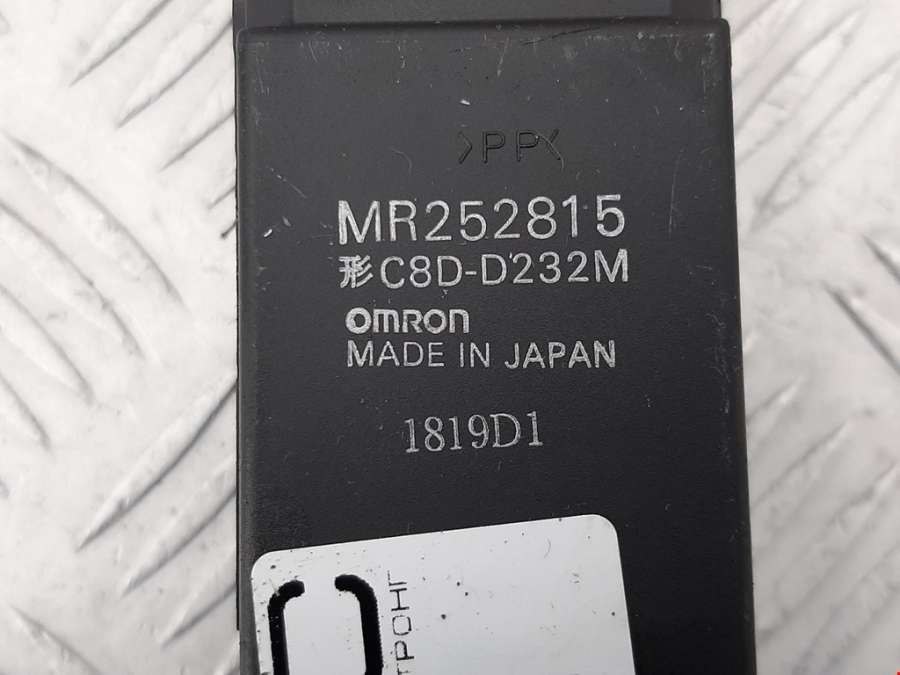 >PP<
MR252815
形C8D-D232M
omron
MADE IN JAPAN
1819D1